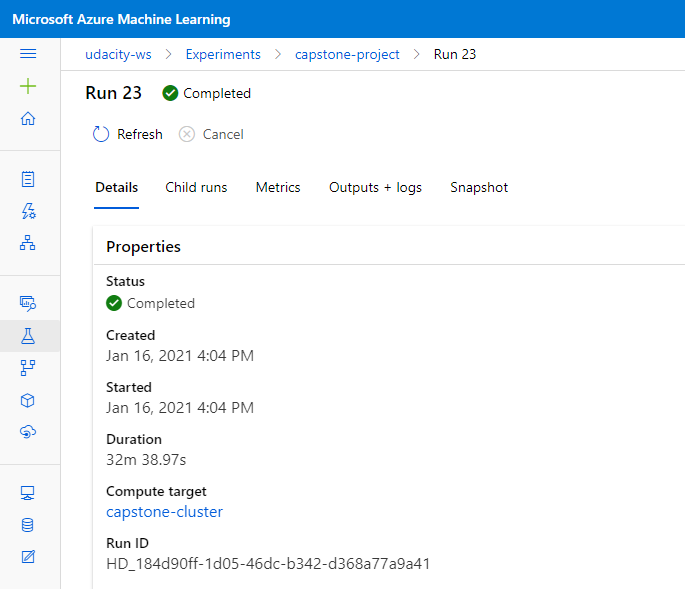 Microsoft Azure Machine Learning
udacity-ws > Experiments > capstone-project > Run 23
Run 23 Completed
Refresh Cancel
Details Child runs Metrics Outputs + logs Snapshot
Properties
Status
Completed
Created
Jan 16, 2021 4:04 PM
Started
Jan 16, 2021 4:04 PM
Duration
32m 38.97s
Compute target
capstone-cluster
Run ID
HD_184d90ff-1d05-46dc-b342-d368a77a9a41